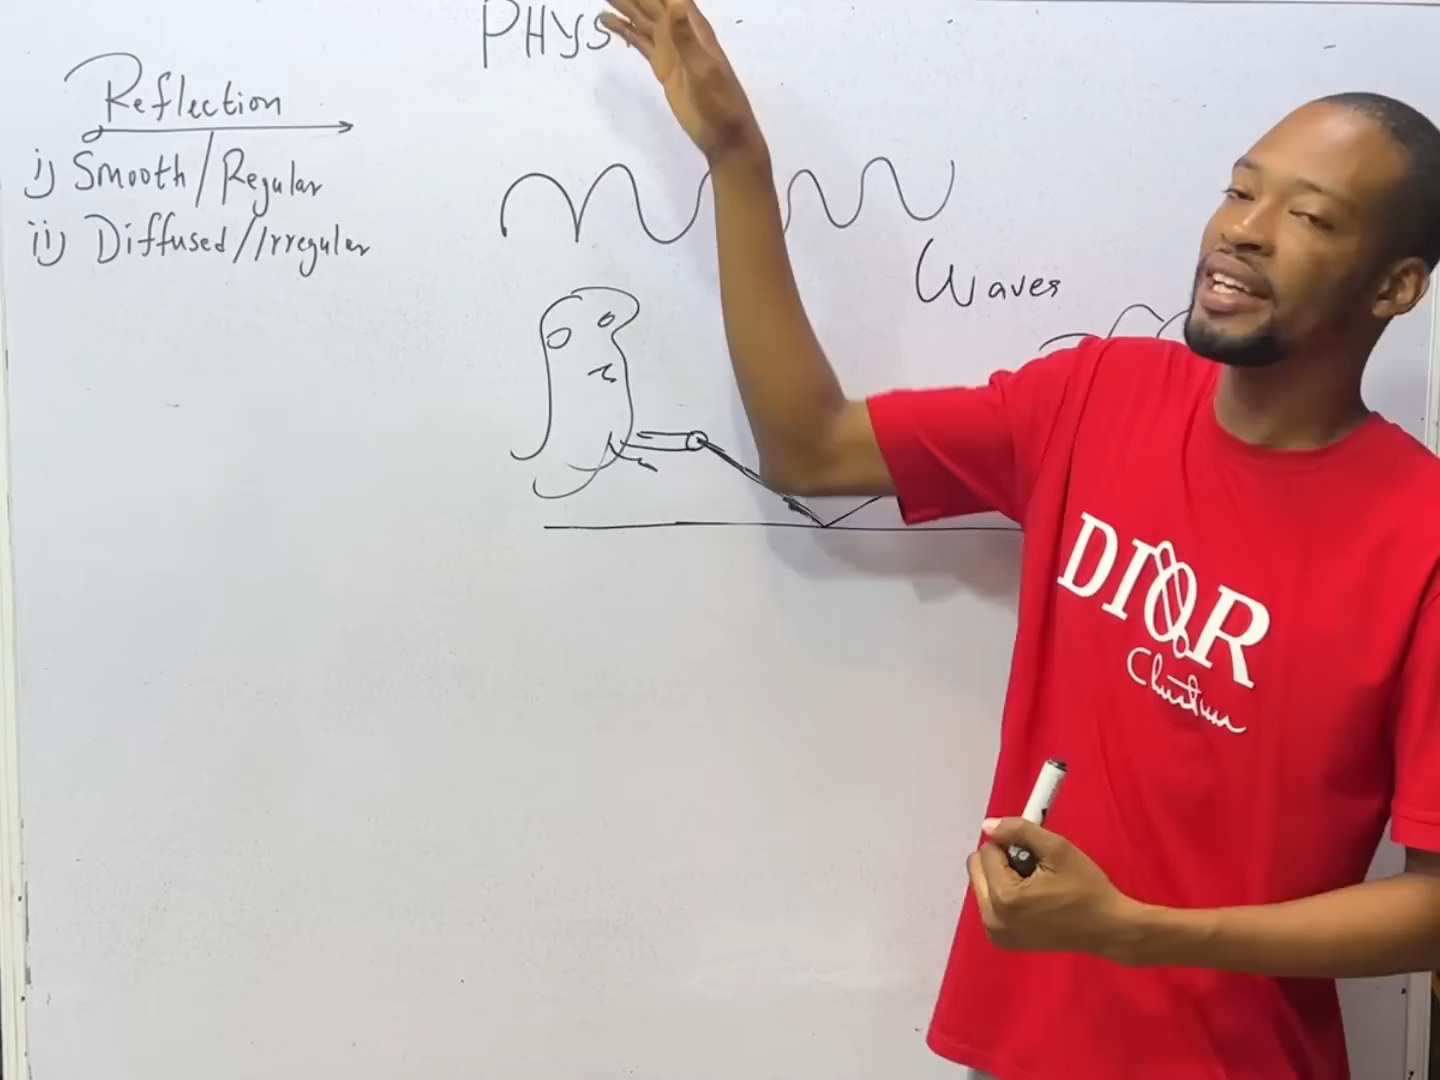 PHYS
Reflection
i) Smooth/Regular
ii) Diffused/Irregular
Waves
DIOR